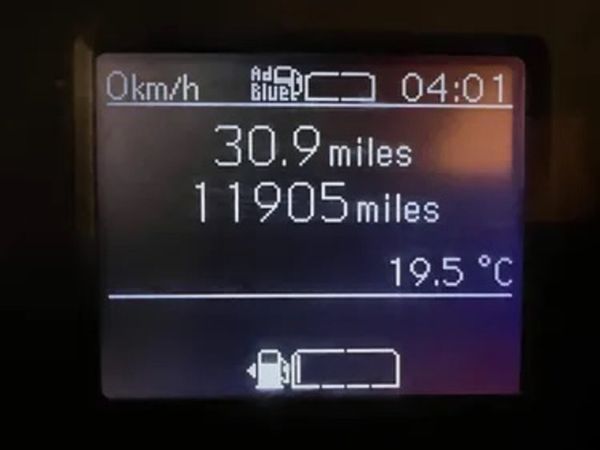 0km/h AdBlue 04:01
30.9 miles
11905 miles
19.5 °C